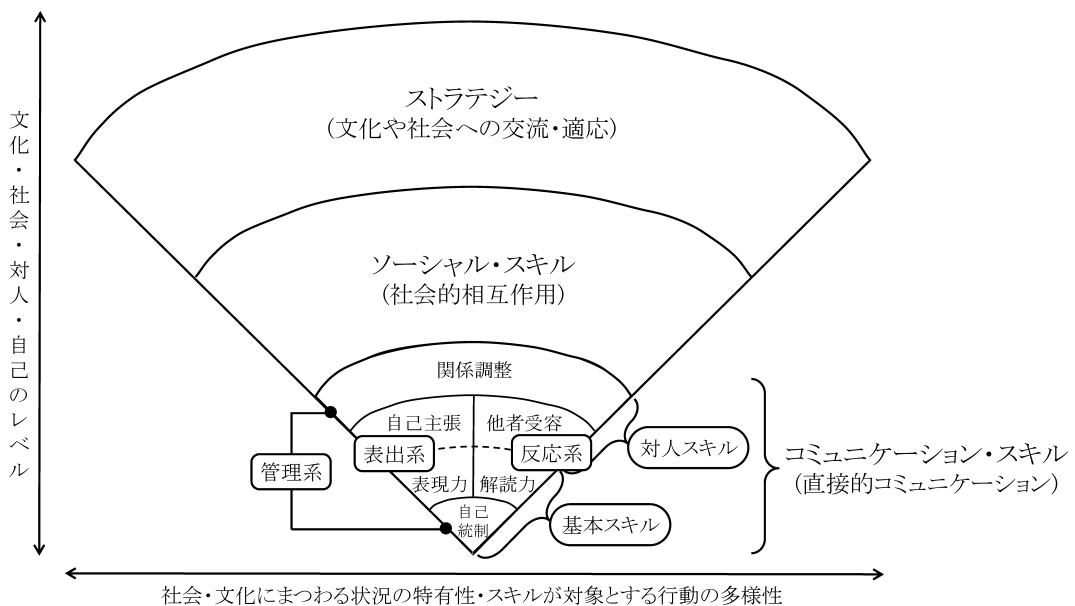 文化・社会・対人・自己のレベル
ストラテジー
(文化や社会への交流・適応)
ソーシャル・スキル
(社会的相互作用)
関係調整
自己主張
他者受容
表出系
反応系
対人スキル
管理系
表現力
解読力
自己
統制
基本スキル
コミュニケーション・スキル
(直接的コミュニケーション)
社会・文化にまつわる状況の特有性・スキルが対象とする行動の多様性